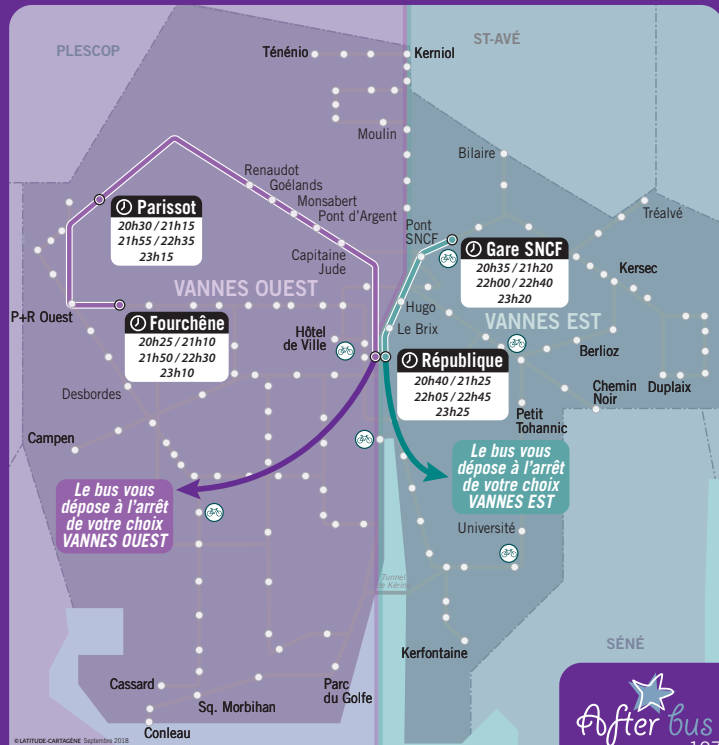 PLESCOP
ST-AVÉ
Ténénio
Kerniol
Moulin
Bilaire
Renaudot
Goélands
Monsabert
Pont d'Argent
Capitaine
Jude
Tréalvé
Pont
SNCF
Parissot
20h30 / 21h15
21h55 / 22h35
23h15
Gare SNCF
20h35 / 21h20
22h00 / 22h40
23h20
Kersec
VANNES OUEST
P+R Ouest
Fourchêne
20h25 / 21h10
21h50 / 22h30
23h10
Hôtel
de Ville
Hugo
Le Brix
VANNES EST
République
20h40 / 21h25
22h05 / 22h45
23h25
Berlioz
Chemin
Noir
Duplaix
Desbordes
Petit
Tohannic
Campen
Le bus vous
dépose à l'arrêt
de votre choix
VANNES OUEST
Le bus vous
dépose à l'arrêt
de votre choix
VANNES EST
Université
Tunnel
de Kérino
SÉNÉ
Kerfontaine
Cassard
Sq. Morbihan
Parc
du Golfe
Conleau
After bus
©LATITUDE-CARTAGÈNE Septembre 2018